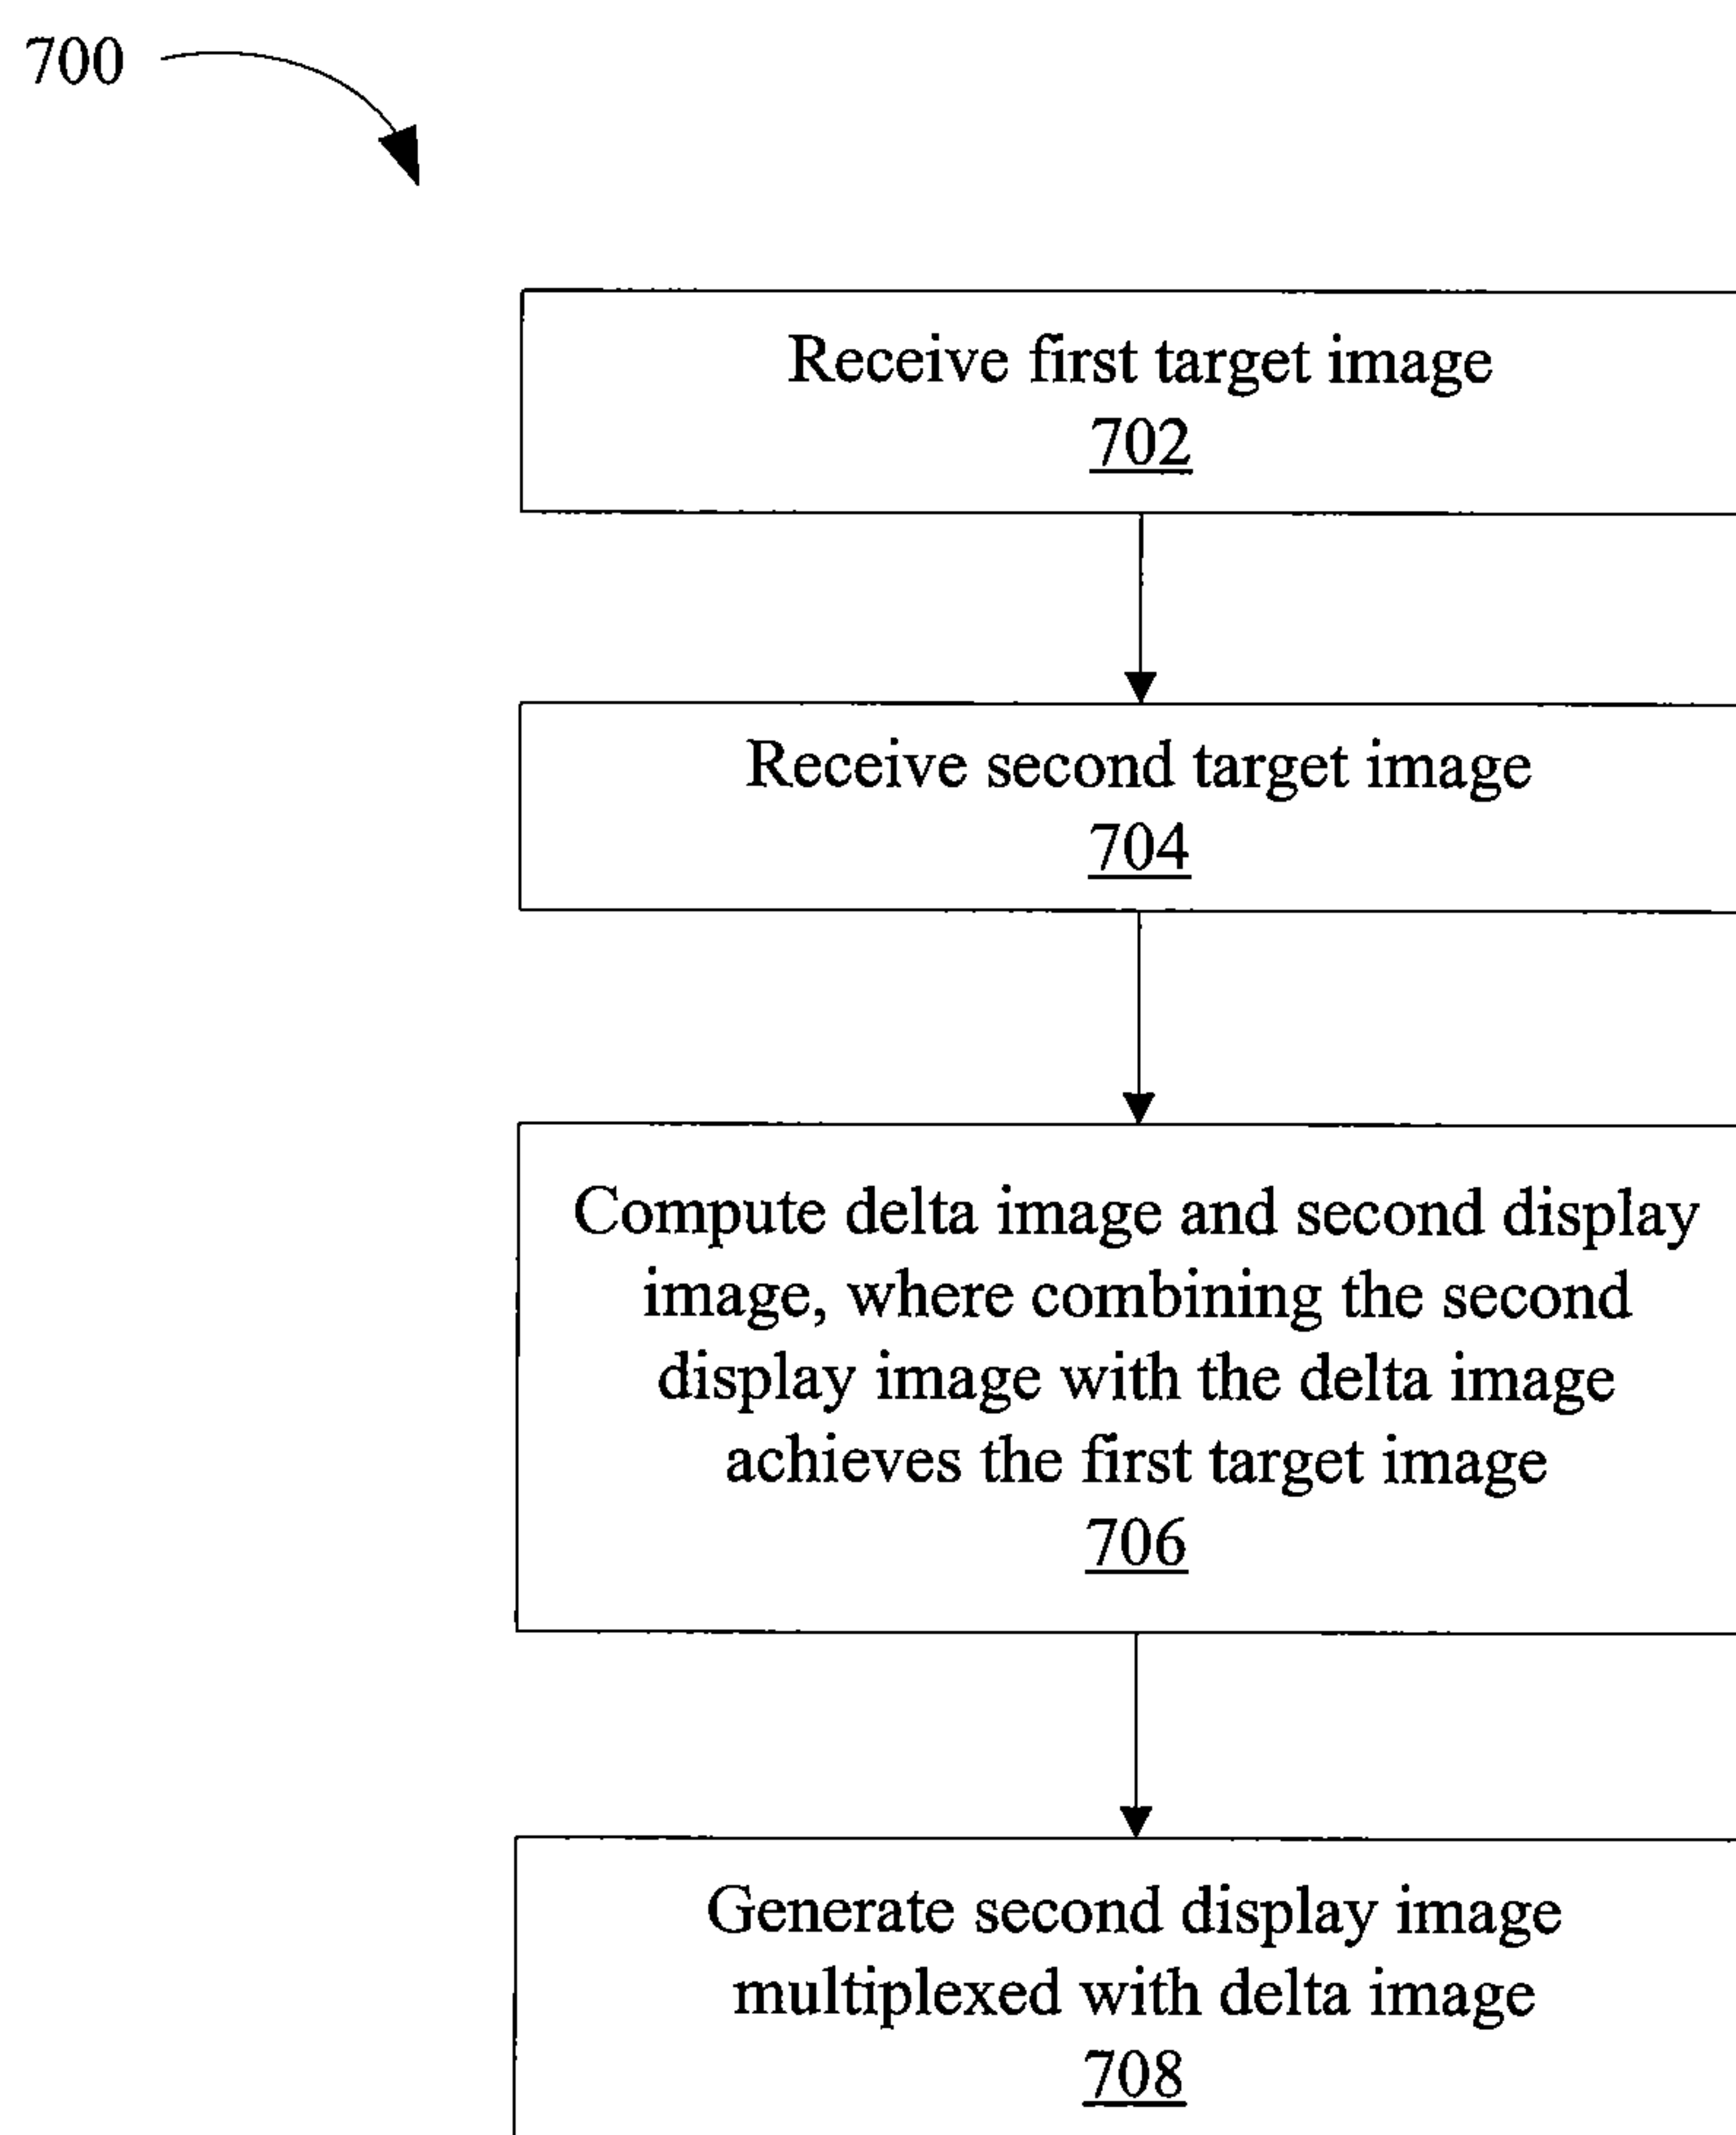 700
Receive first target image
702
Receive second target image
704
Compute delta image and second display
image, where combining the second
display image with the delta image
achieves the first target image
706
Generate second display image
multiplexed with delta image
708